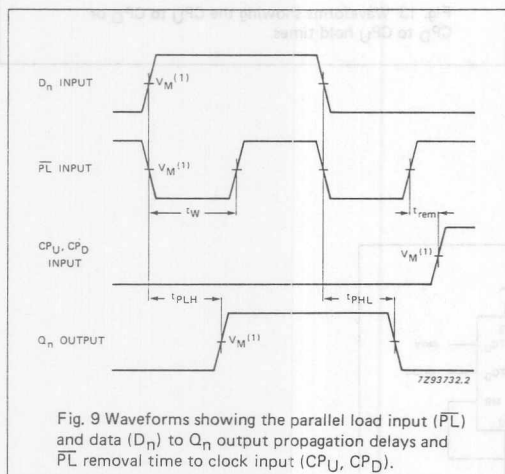 Dn INPUT
VM(1)
PL INPUT
VM(1)
tW
trem
CPU, CPD
INPUT
VM(1)
tPLH
tPHL
Qn OUTPUT
VM(1)
7Z93732.2
Fig. 9 Waveforms showing the parallel load input (PL)
and data (Dn) to Qn output propagation delays and
PL removal time to clock input (CPU, CPD).